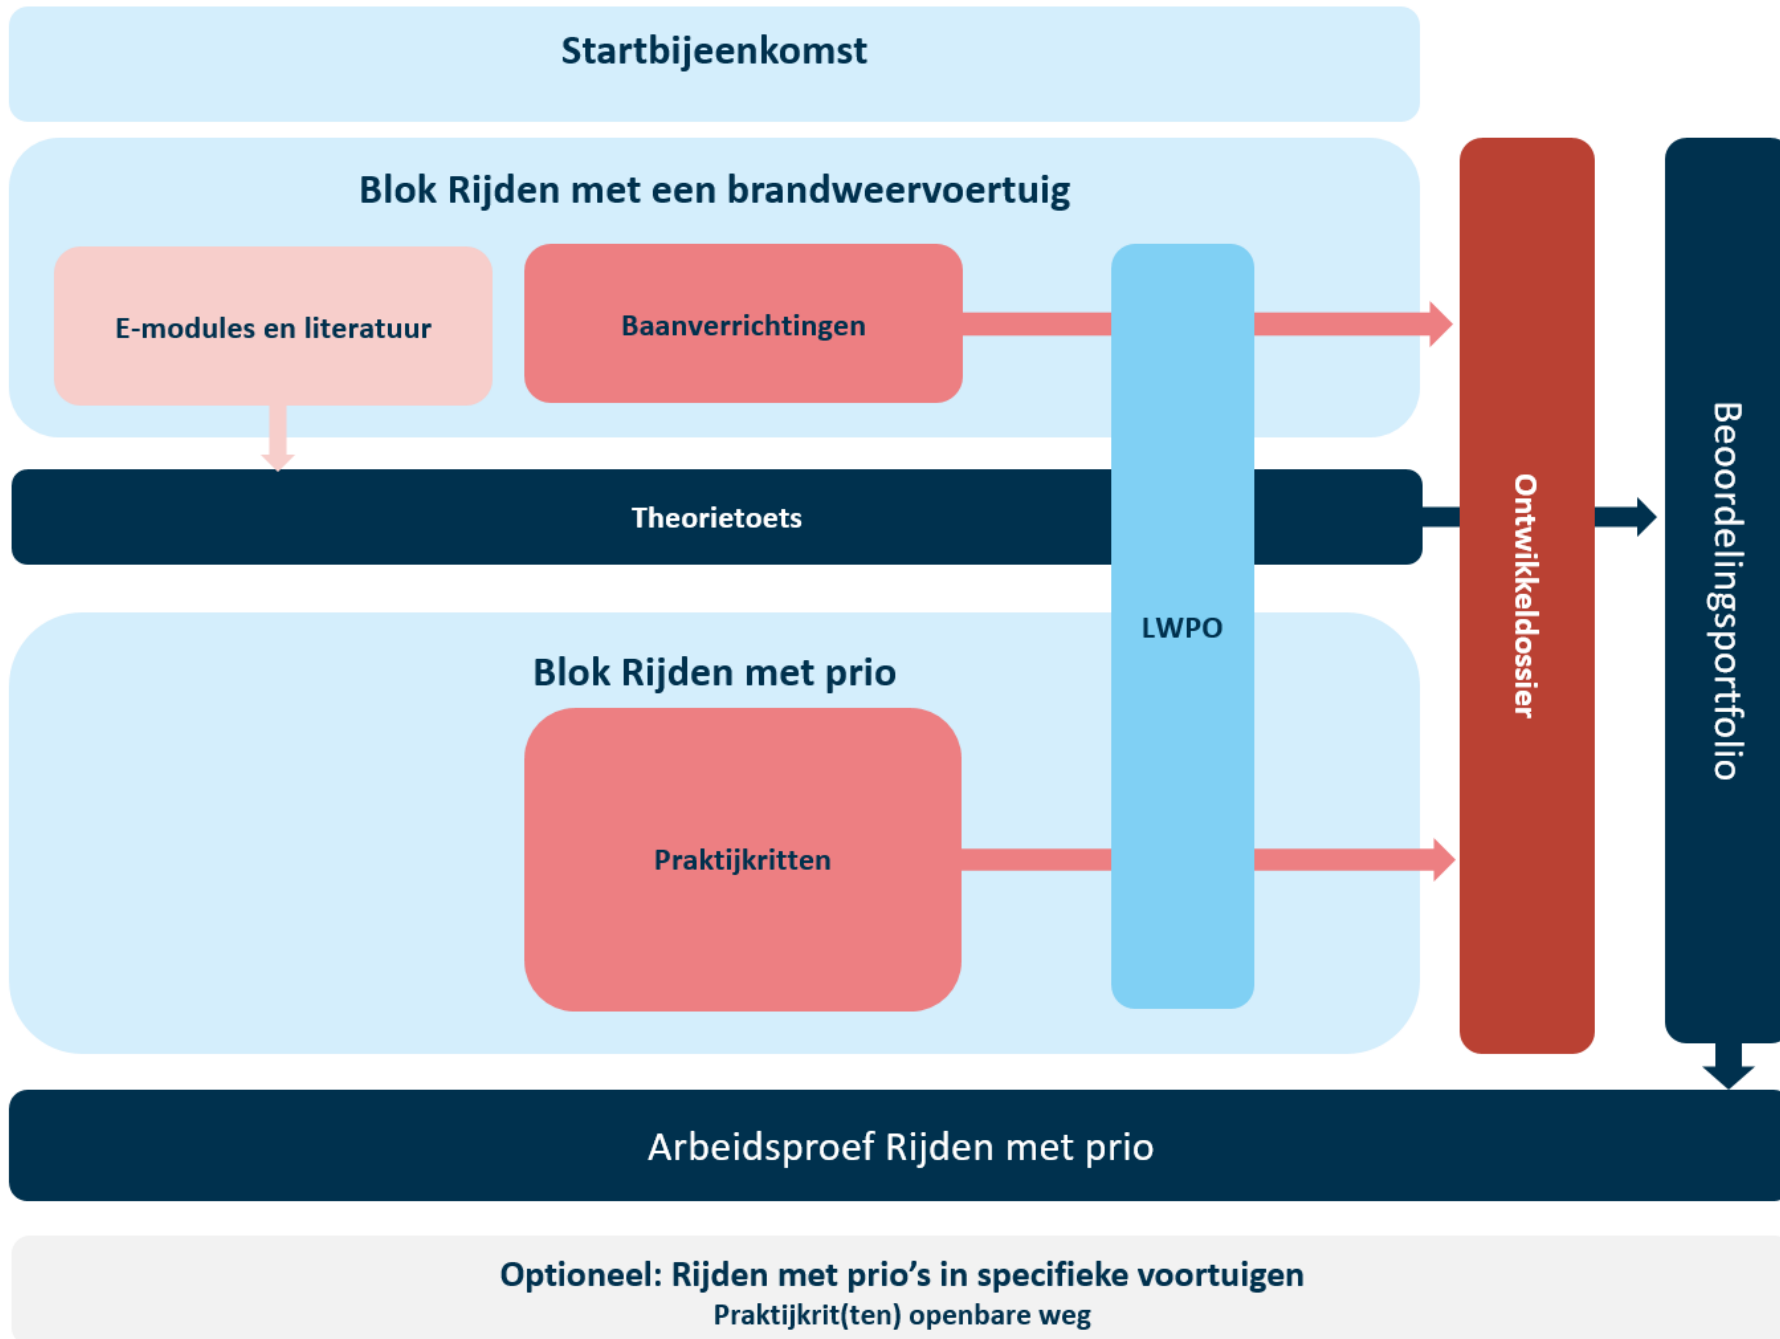 Startbijeenkomst
Blok Rijden met een brandweervoertuig
E-modules en literatuur
Baanverrichtingen
Theorietoets
LWPO
Blok Rijden met prio
Praktijkritten
Ontwikkeldossier
Beoordelingsportfolio
Arbeidsproef Rijden met prio
Optioneel: Rijden met prio’s in specifieke voortuigen
Praktijkrit(ten) openbare weg